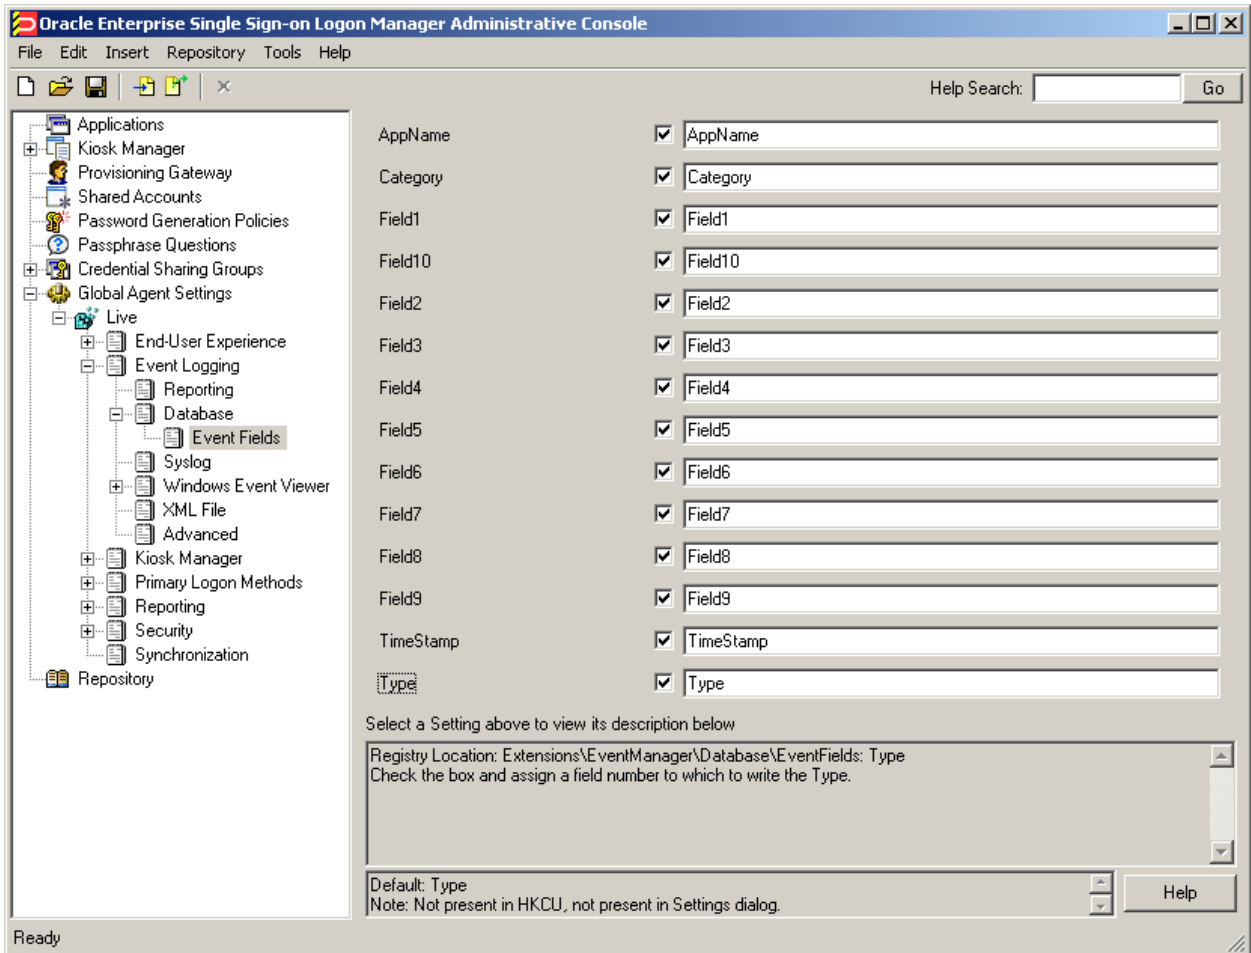 Oracle Enterprise Single Sign-on Logon Manager Administrative Console
File Edit Insert Repository Tools Help
Help Search: Go
Applications
Kiosk Manager
Provisioning Gateway
Shared Accounts
Password Generation Policies
Passphrase Questions
Credential Sharing Groups
Global Agent Settings
Live
End-User Experience
Event Logging
Reporting
Database
Event Fields
Syslog
Windows Event Viewer
XML File
Advanced
Kiosk Manager
Primary Logon Methods
Reporting
Security
Synchronization
Repository
AppName AppName
Category Category
Field1 Field1
Field10 Field10
Field2 Field2
Field3 Field3
Field4 Field4
Field5 Field5
Field6 Field6
Field7 Field7
Field8 Field8
Field9 Field9
TimeStamp TimeStamp
Type Type
Select a Setting above to view its description below
Registry Location: Extensions\EventManager\Database\EventFields: Type
Check the box and assign a field number to which to write the Type.
Default: Type
Note: Not present in HKCU, not present in Settings dialog.
Help
Ready